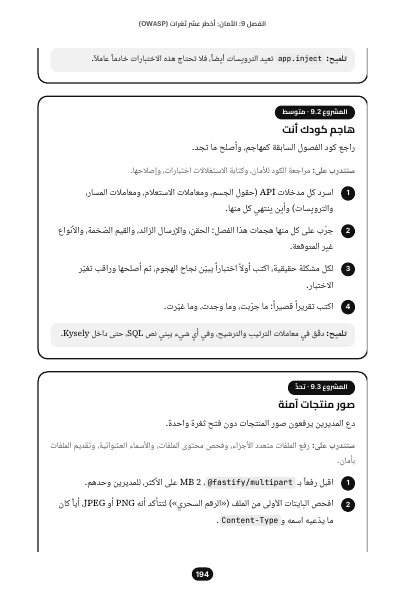 الفصل 9: الأمان: أخطر عشر ثغرات (OWASP)
تلميح: app.inject تعيد الترويسات أيضاً، فلا تحتاج هذه الاختبارات خادماً عاملاً.
المشروع 9.2 · متوسط
هاجم كودك أنت
راجع كود الفصول السابقة كمهاجم، وأصلح ما تجد.
ستتدرب على: مراجعة الكود للأمان، وكتابة الاستغلالات اختبارات، وإصلاحها.
1 اسرد كل مدخلات API (حقول الجسم، ومعاملات الاستعلام، ومعاملات المسار،
والترويسات) وأين ينتهي كل منها.
2 جرّب على كل منها هجمات هذا الفصل: الحقن، والإرسال الزائد، والقيم الضخمة، والأنواع
غير المتوقعة.
3 لكل مشكلة حقيقية، اكتب أولاً اختباراً يبيّن نجاح الهجوم، ثم أصلحها وراقب تغيّر
الاختبار.
4 اكتب تقريراً قصيراً: ما جرّبت، وما وجدت، وما غيّرت.
تلميح: دقّق في معاملات الترتيب والترشيح، وفي أي شيء يبني نص SQL، حتى داخل Kysely.
المشروع 9.3 · تحدٍّ
صور منتجات آمنة
دع المديرين يرفعون صور المنتجات دون فتح ثغرة واحدة.
ستتدرب على: رفع الملفات متعدد الأجزاء، وفحص محتوى الملفات، والأسماء العشوائية، وتقديم الملفات
بأمان.
1 اقبل رفعاً بـ @fastify/multipart، 2 MB على الأكثر، للمديرين وحدهم.
2 افحص البايتات الأولى من الملف («الرقم السحري») لتتأكد أنه PNG أو JPEG، أياً كان
ما يدّعيه اسمه و Content-Type.
194